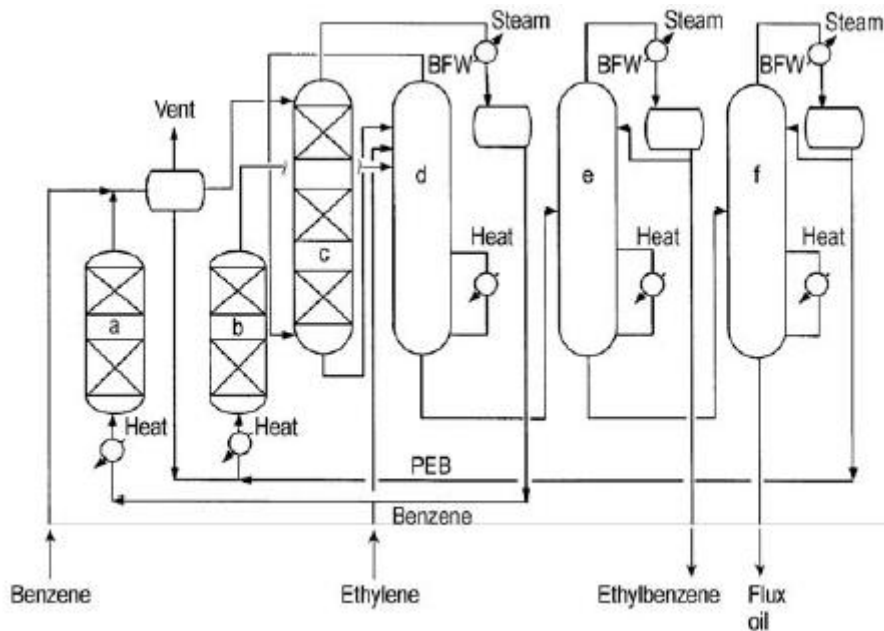 Steam
Steam
Steam
BFW
BFW
BFW
Vent
d
e
f
c
Heat
Heat
Heat
a
b
Heat
Heat
PEB
Benzene
Benzene
Ethylene
Ethylbenzene
Flux
oil